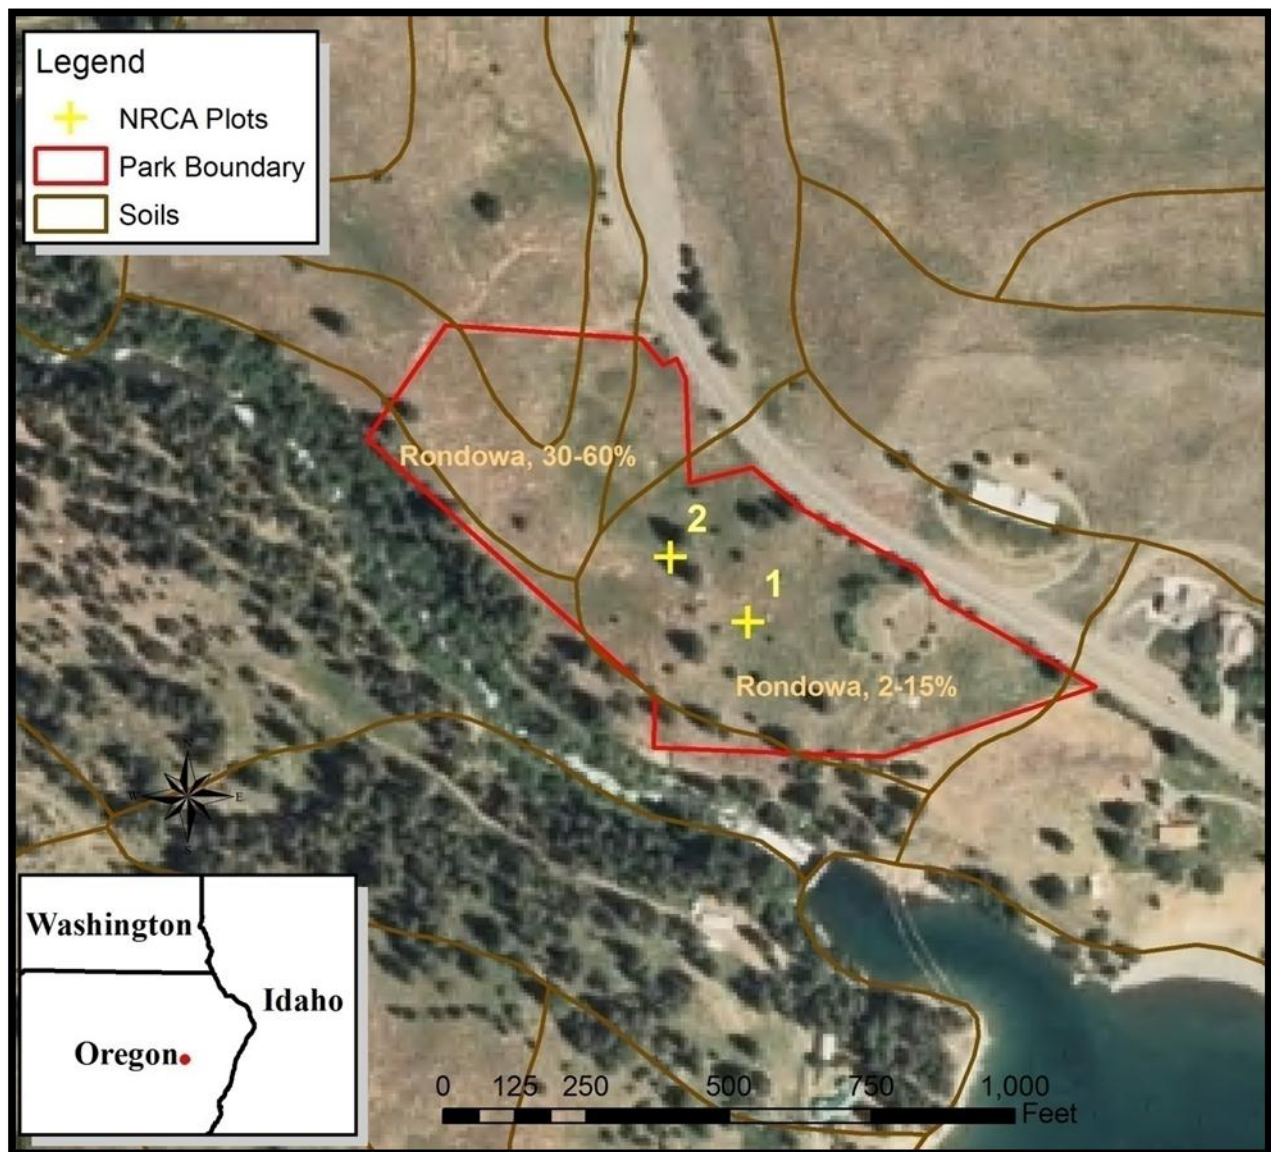 Legend
NRCA Plots
Park Boundary
Soils
Rondowa, 30-60%
2
1
Rondowa, 2-15%
W E
Washington
Idaho
Oregon
0 125 250 500 750 1,000
Feet